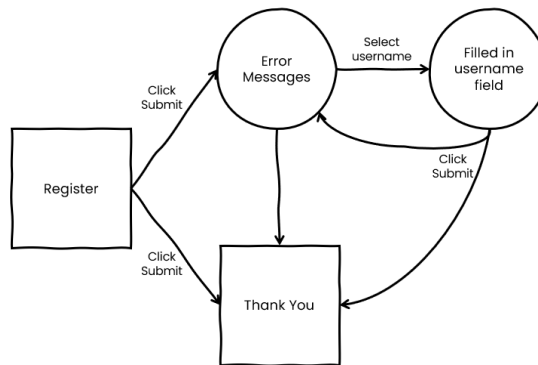 Error
Messages
Select
username
Filled in
username
field
Click
Submit
Register
Click
Submit
Click
Submit
Thank You